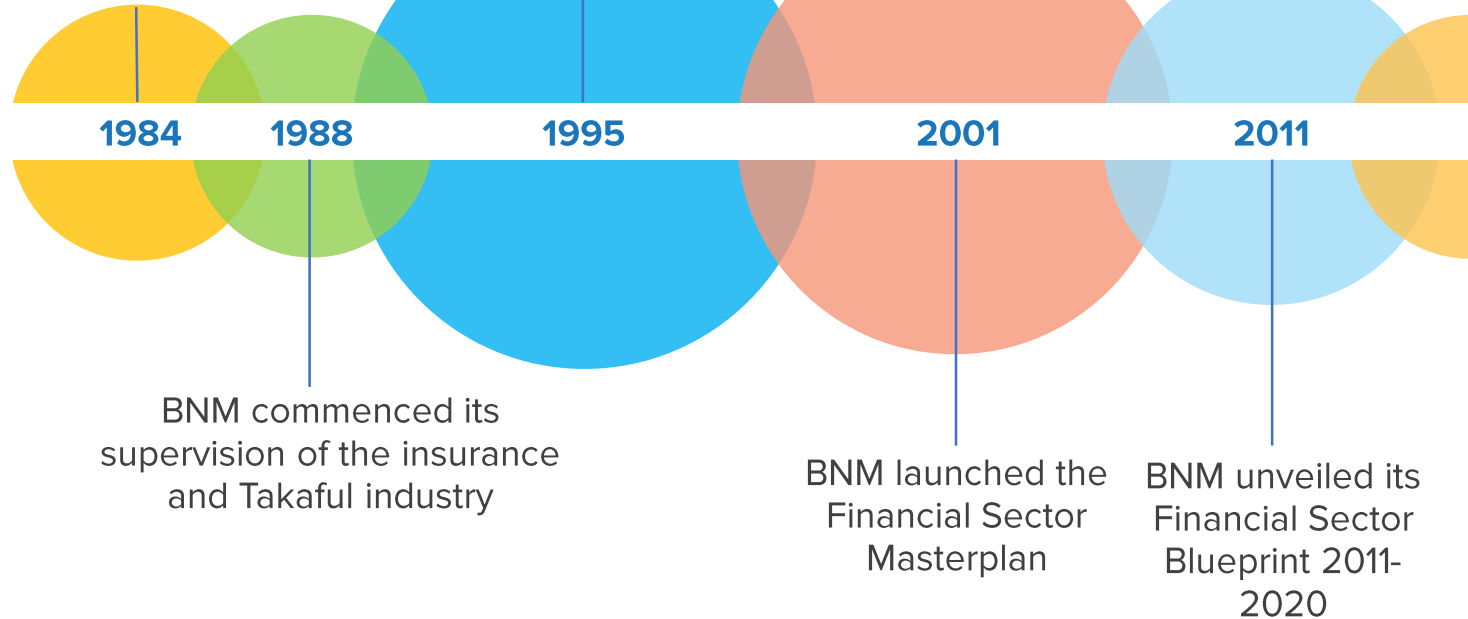 1984
1988
1995
2001
2011
BNM commenced its
supervision of the insurance
and Takaful industry
BNM launched the
Financial Sector
Masterplan
BNM unveiled its
Financial Sector
Blueprint 2011-
2020